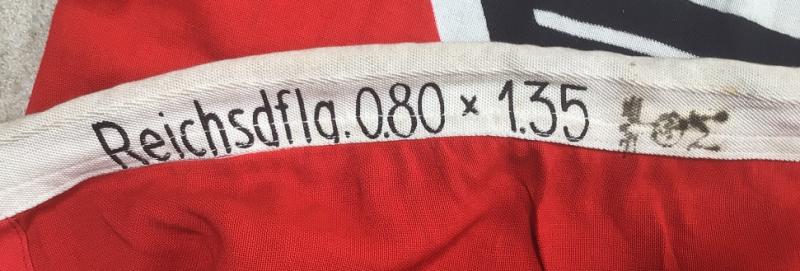 Reichsdflg. 0.80 × 1.35